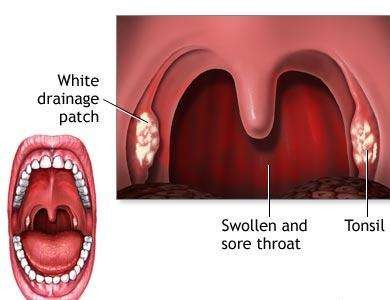 White
drainage
patch
Swollen and
sore throat
Tonsil